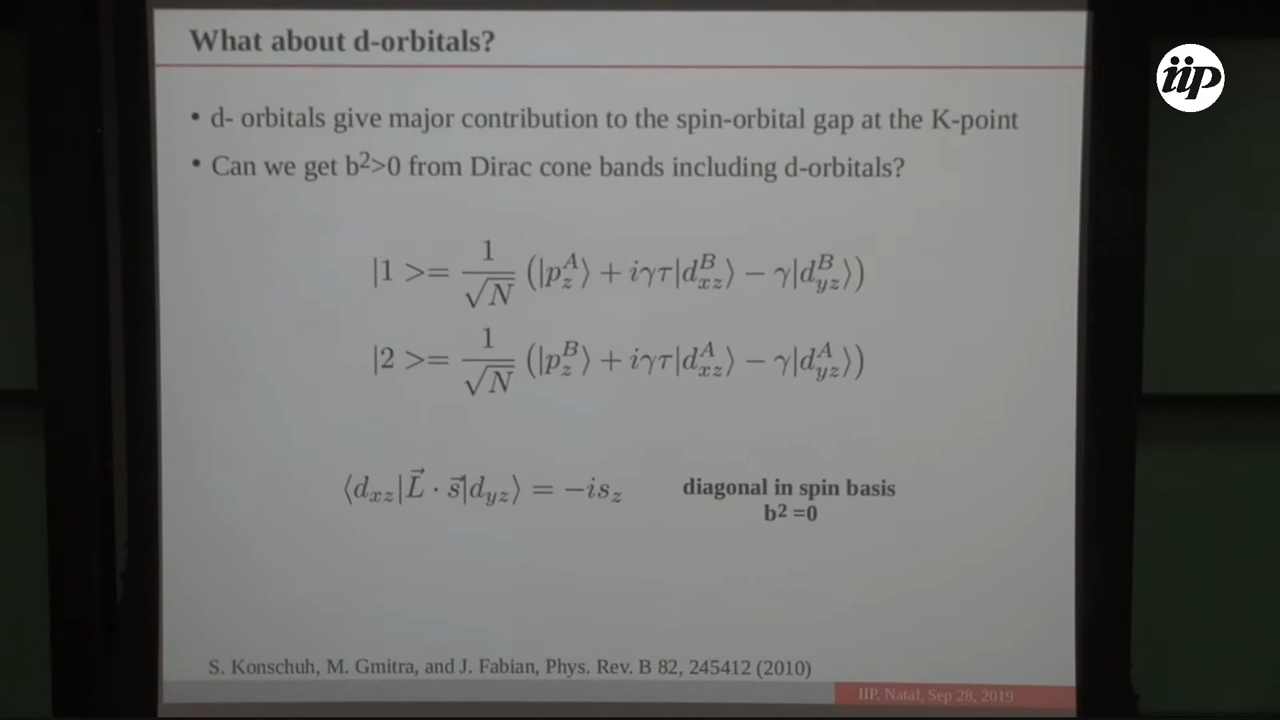 What about d-orbitals?
iip
• d- orbitals give major contribution to the spin-orbital gap at the K-point
• Can we get b²>0 from Dirac cone bands including d-orbitals?
|1 >= 1/√N (|p_z^A⟩ + iγτ|d_xz^B⟩ − γ|d_yz^B⟩)
|2 >= 1/√N (|p_z^B⟩ + iγτ|d_xz^A⟩ − γ|d_yz^A⟩)
⟨d_xz|L⃗ · s⃗|d_yz⟩ = −is_z
diagonal in spin basis
b² =0
S. Konschuh, M. Gmitra, and J. Fabian, Phys. Rev. B 82, 245412 (2010)
IIP, Natal, Sep 28, 2019